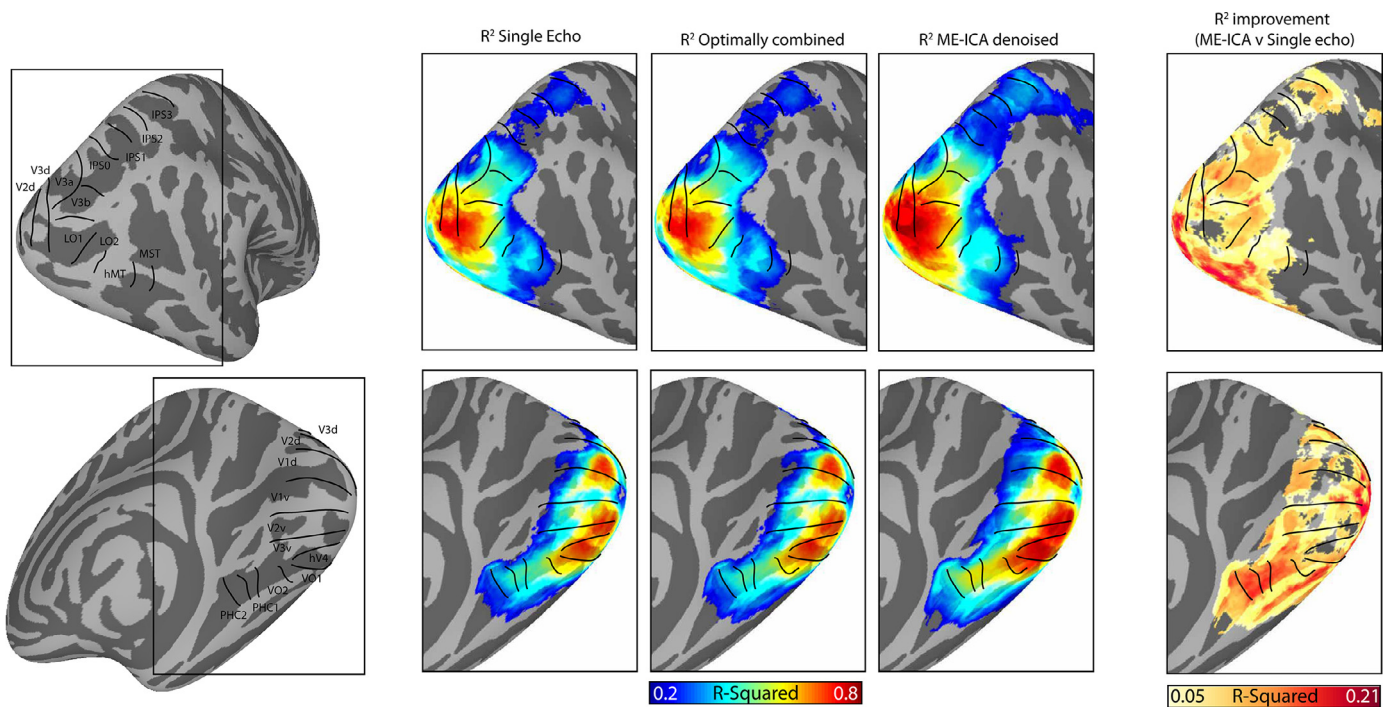 R² Single Echo
R² Optimally combined
R² ME-ICA denoised
R² improvement
(ME-ICA v Single echo)
IPS3
IPS2
IPS1
IPS0
V3d
V3a
V2d
V3b
LO1
LO2
MST
hMT
V3d
V2d
V1d
V1v
V2v
V3v
hV4
VO1
VO2
PHC1
PHC2
0.2 R-Squared 0.8
0.05 R-Squared 0.21